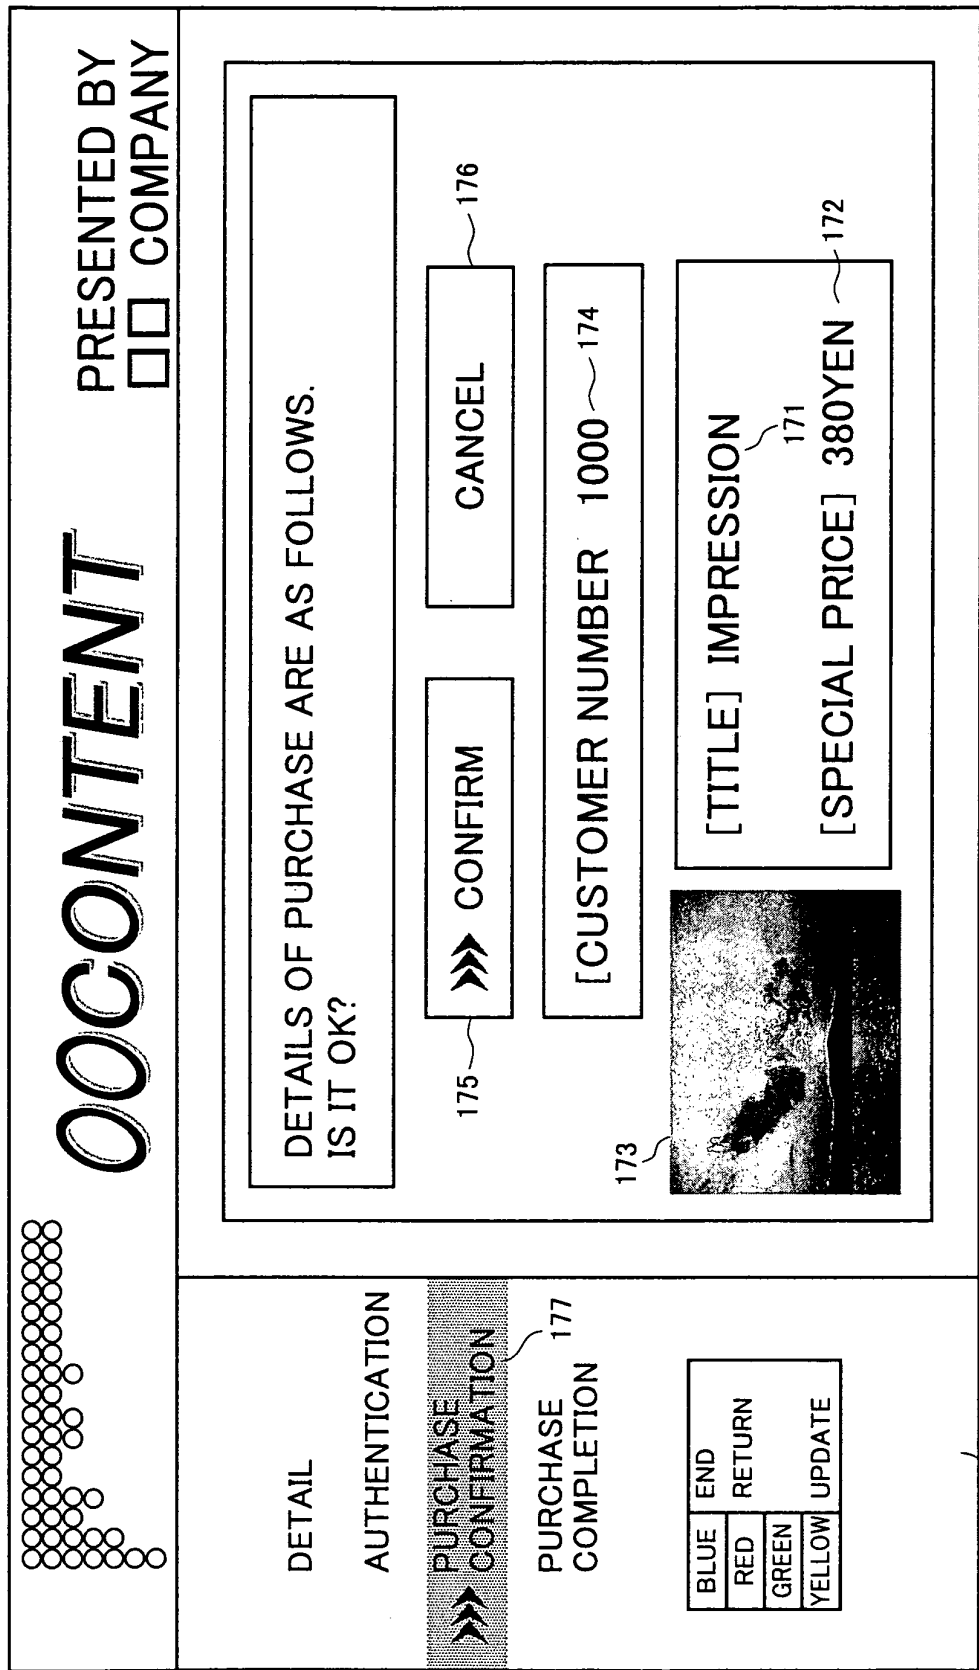 OOCONTENT
PRESENTED BY
□□ COMPANY
DETAIL
AUTHENTICATION
PURCHASE
CONFIRMATION
177
PURCHASE
COMPLETION
BLUE END
RED RETURN
GREEN
YELLOW UPDATE
DETAILS OF PURCHASE ARE AS FOLLOWS.
IS IT OK?
175
CONFIRM
CANCEL
176
[CUSTOMER NUMBER 1000
174
173
[TITLE] IMPRESSION
171
[SPECIAL PRICE] 380YEN
172